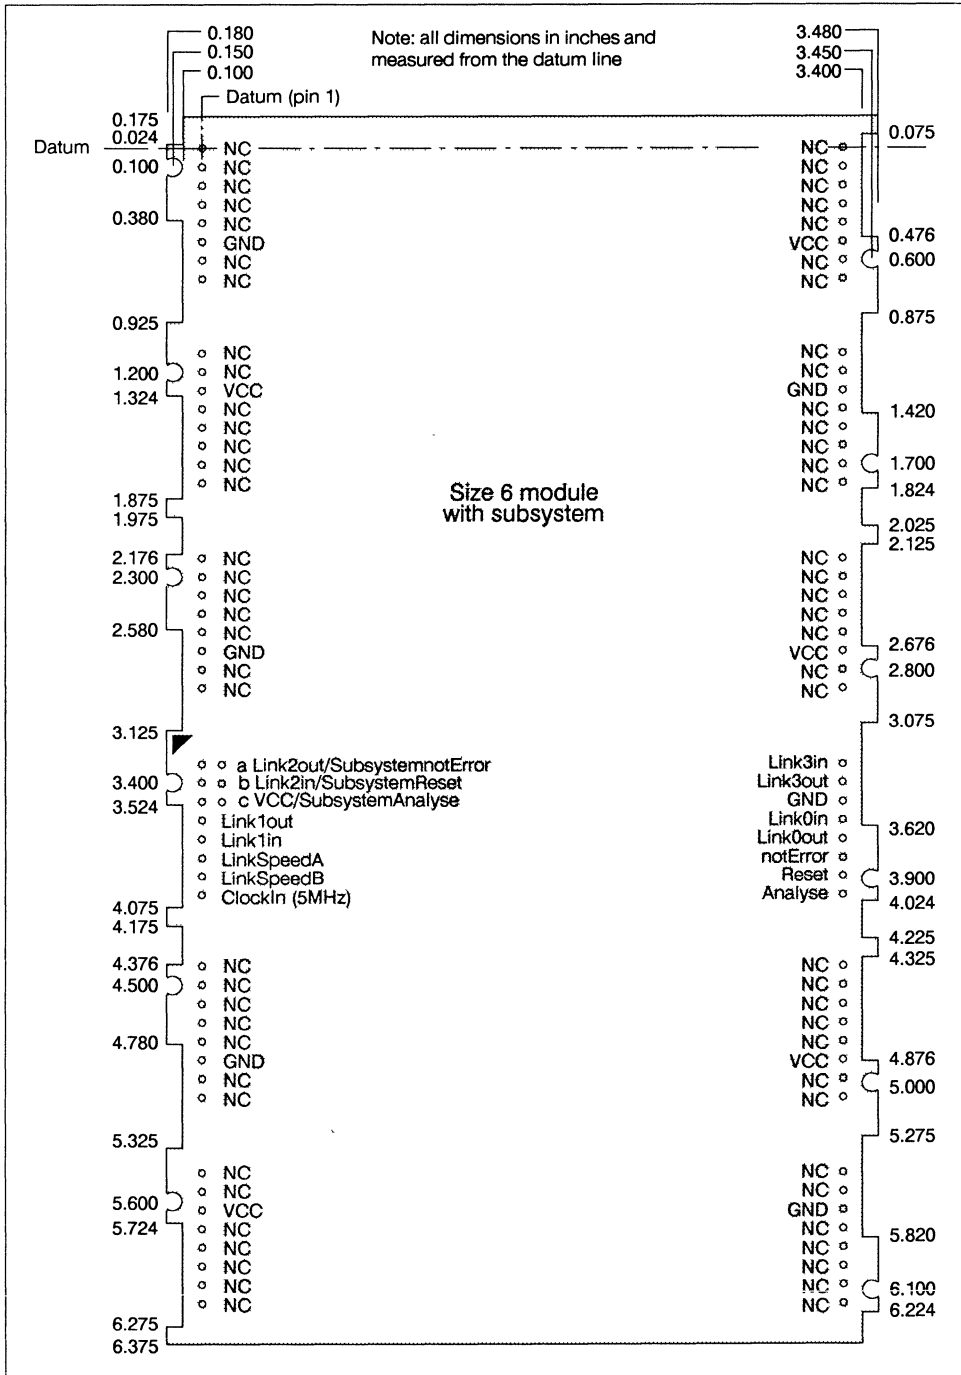 0.180
0.150
0.100
Note: all dimensions in inches and
measured from the datum line
3.480
3.450
3.400
Datum (pin 1)
0.175
0.024
Datum
0.100
0.380
0.925
1.200
1.324
1.875
1.975
2.176
2.300
2.580
3.125
3.400
3.524
4.075
4.175
4.376
4.500
4.780
5.325
5.600
5.724
6.275
6.375
NC
NC
NC
NC
NC
GND
NC
NC
NC
NC
VCC
NC
NC
NC
NC
NC
NC
NC
NC
NC
NC
GND
NC
NC
a Link2out/SubsystemnotError
b Link2in/SubsystemReset
c VCC/SubsystemAnalyse
Link1out
Link1in
LinkSpeedA
LinkSpeedB
ClockIn (5MHz)
NC
NC
NC
NC
NC
GND
NC
NC
NC
NC
VCC
NC
NC
NC
NC
NC
Size 6 module
with subsystem
NC
NC
NC
NC
NC
VCC
NC
NC
NC
NC
GND
NC
NC
NC
NC
NC
NC
NC
NC
NC
NC
VCC
NC
NC
Link3in
Link3out
GND
Link0in
Link0out
notError
Reset
Analyse
NC
NC
NC
NC
NC
VCC
NC
NC
NC
NC
GND
NC
NC
NC
NC
NC
0.075
0.476
0.600
0.875
1.420
1.700
1.824
2.025
2.125
2.676
2.800
3.075
3.620
3.900
4.024
4.225
4.325
4.876
5.000
5.275
5.820
6.100
6.224